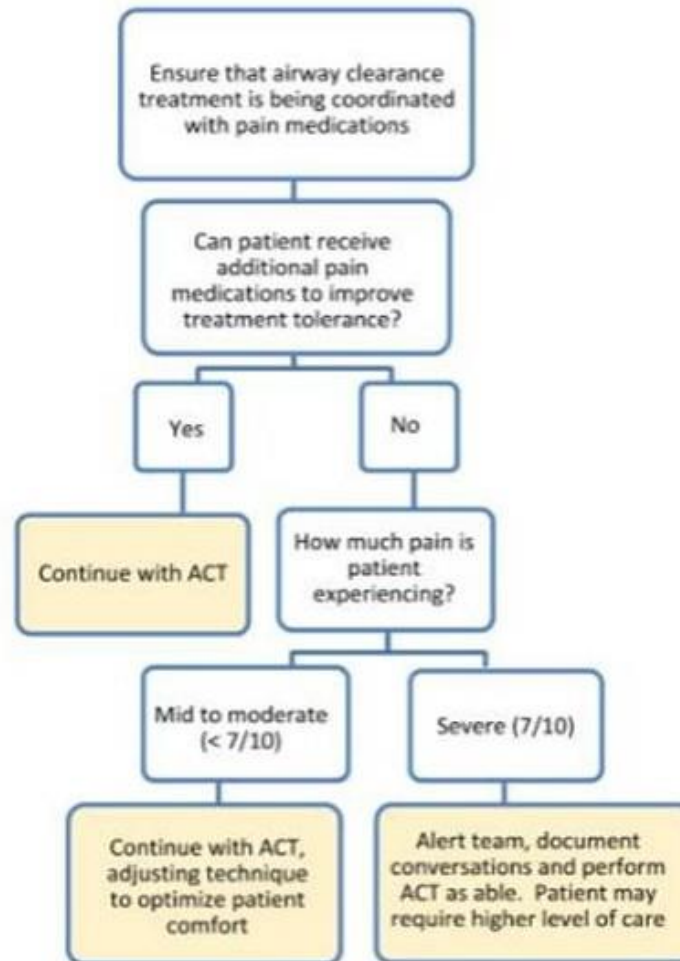 Ensure that airway clearance
treatment is being coordinated
with pain medications
Can patient receive
additional pain
medications to improve
treatment tolerance?
Yes
No
Continue with ACT
How much pain is
patient
experiencing?
Mid to moderate
(< 7/10)
Severe (7/10)
Continue with ACT,
adjusting technique
to optimize patient
comfort
Alert team, document
conversations and perform
ACT as able. Patient may
require higher level of care